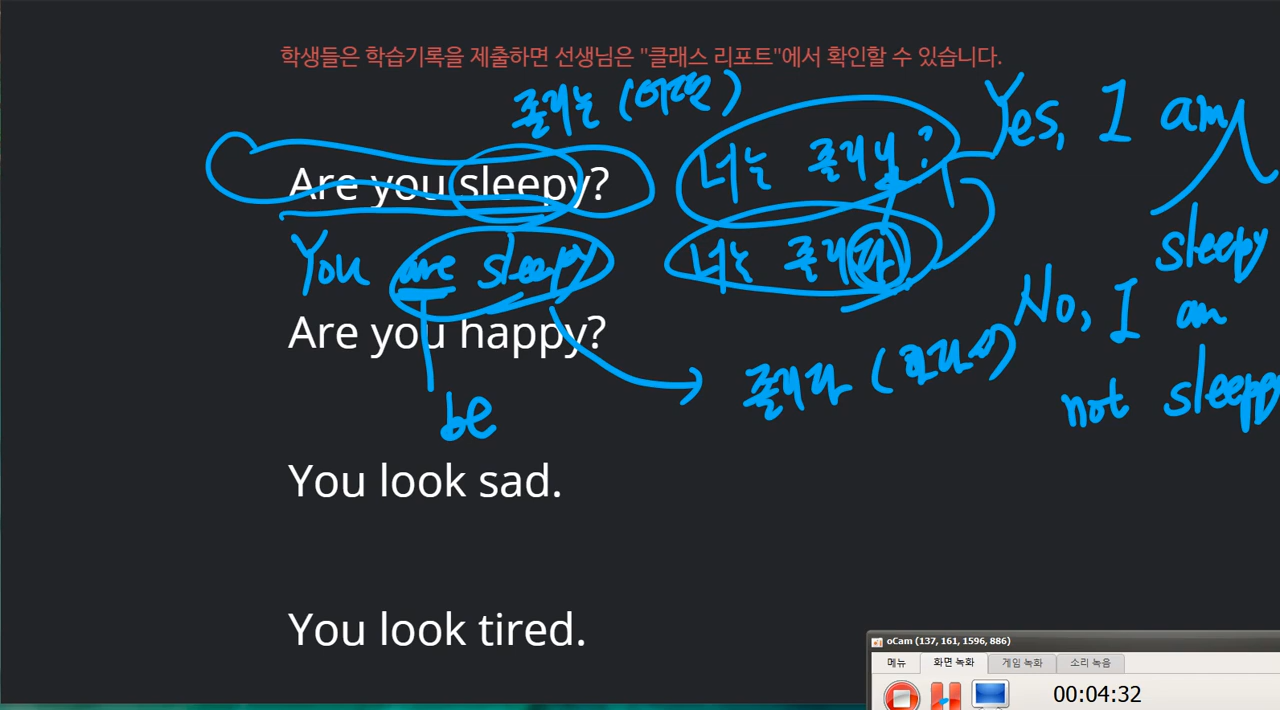 학생들은 학습기록을 제출하면 선생님은 "클래스 리포트"에서 확인할 수 있습니다.
졸리는 (어떤)
Yes, I am
Are you sleepy?
너는 졸리니?
sleepy
You are sleepy
너는 졸리다
No, I am
not sleepy
Are you happy?
졸리다
be
You look sad.
You look tired.
oCam (137, 161, 1596, 886)
메뉴 화면 녹화 게임 녹화 소리 녹음
00:04:32